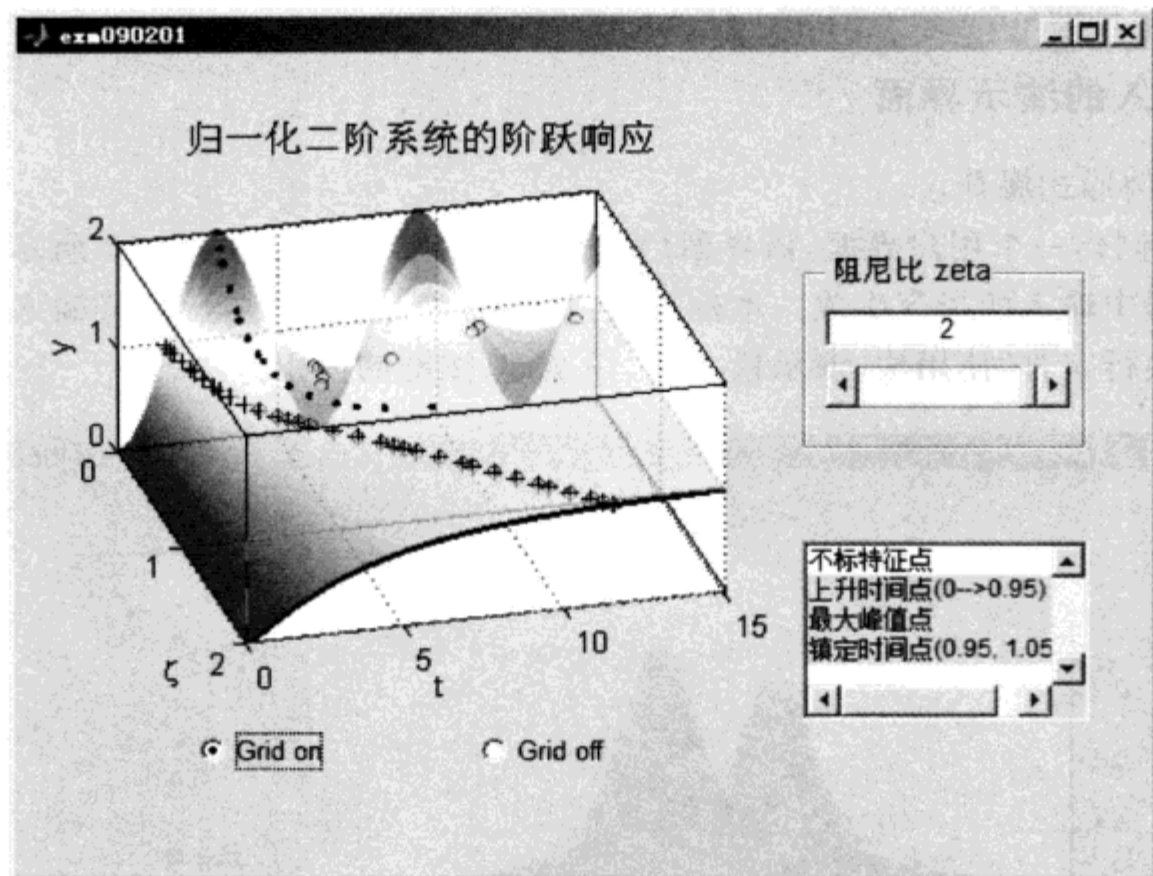 exm090201
归一化二阶系统的阶跃响应
2
1
0
y
0
1
2
ζ
0
5
10
15
t
阻尼比 zeta
2
不标特征点
上升时间点(0-->0.95)
最大峰值点
镇定时间点(0.95, 1.05
Grid on
Grid off